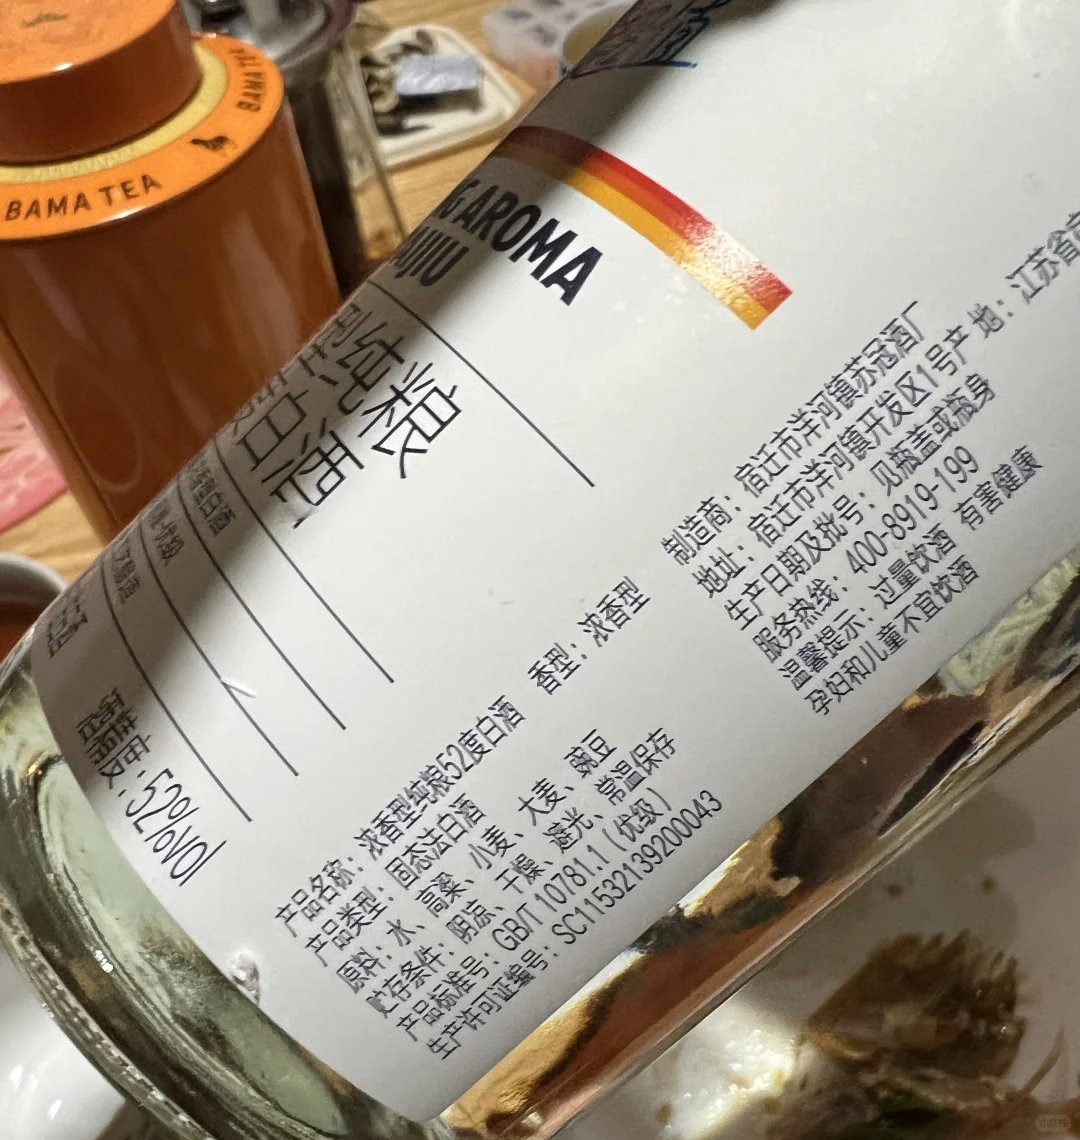 BAMA TEA
BAMA TEA
G AROMA
IJIU
纯粮
白酒
酒精度:52%vol
产品名称:浓香型纯粮52度白酒 香型:浓香型
产品类型:固态法白酒
原料:水、高粱、小麦、大麦、豌豆
贮存条件:阴凉、干燥、避光、常温保存
产品标准号:GB/T 10781.1(优级)
生产许可证编号:SC11532139200043
制造商:宿迁市洋河镇苏冠酒厂
地址:宿迁市洋河镇开发区1号 产地:江苏省
生产日期及批号:见瓶盖或瓶身
服务热线:400-8919-199
温馨提示:过量饮酒 有害健康
孕妇和儿童不宜饮酒